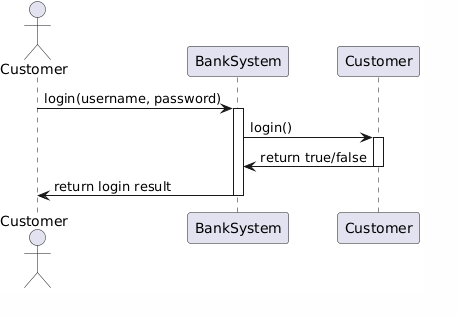 Customer
BankSystem
Customer
login(username, password)
login()
return true/false
return login result
Customer
BankSystem
Customer